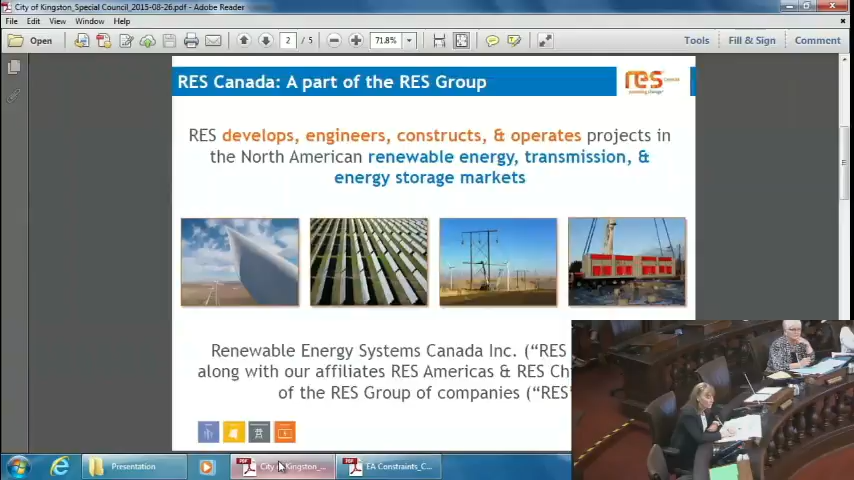 City of Kingston_Special Council_2015-08-26.pdf - Adobe Reader
File Edit View Window Help
Open 2 / 5 71.8% Tools Fill & Sign Comment
RES Canada: A part of the RES Group
res
RES develops, engineers, constructs, & operates projects in
the North American renewable energy, transmission, &
energy storage markets
Renewable Energy Systems Canada Inc. ("RES
along with our affiliates RES Americas & RES Ch
of the RES Group of companies ("RES"
Presentation City of Kingston_... EA Constraints_C...